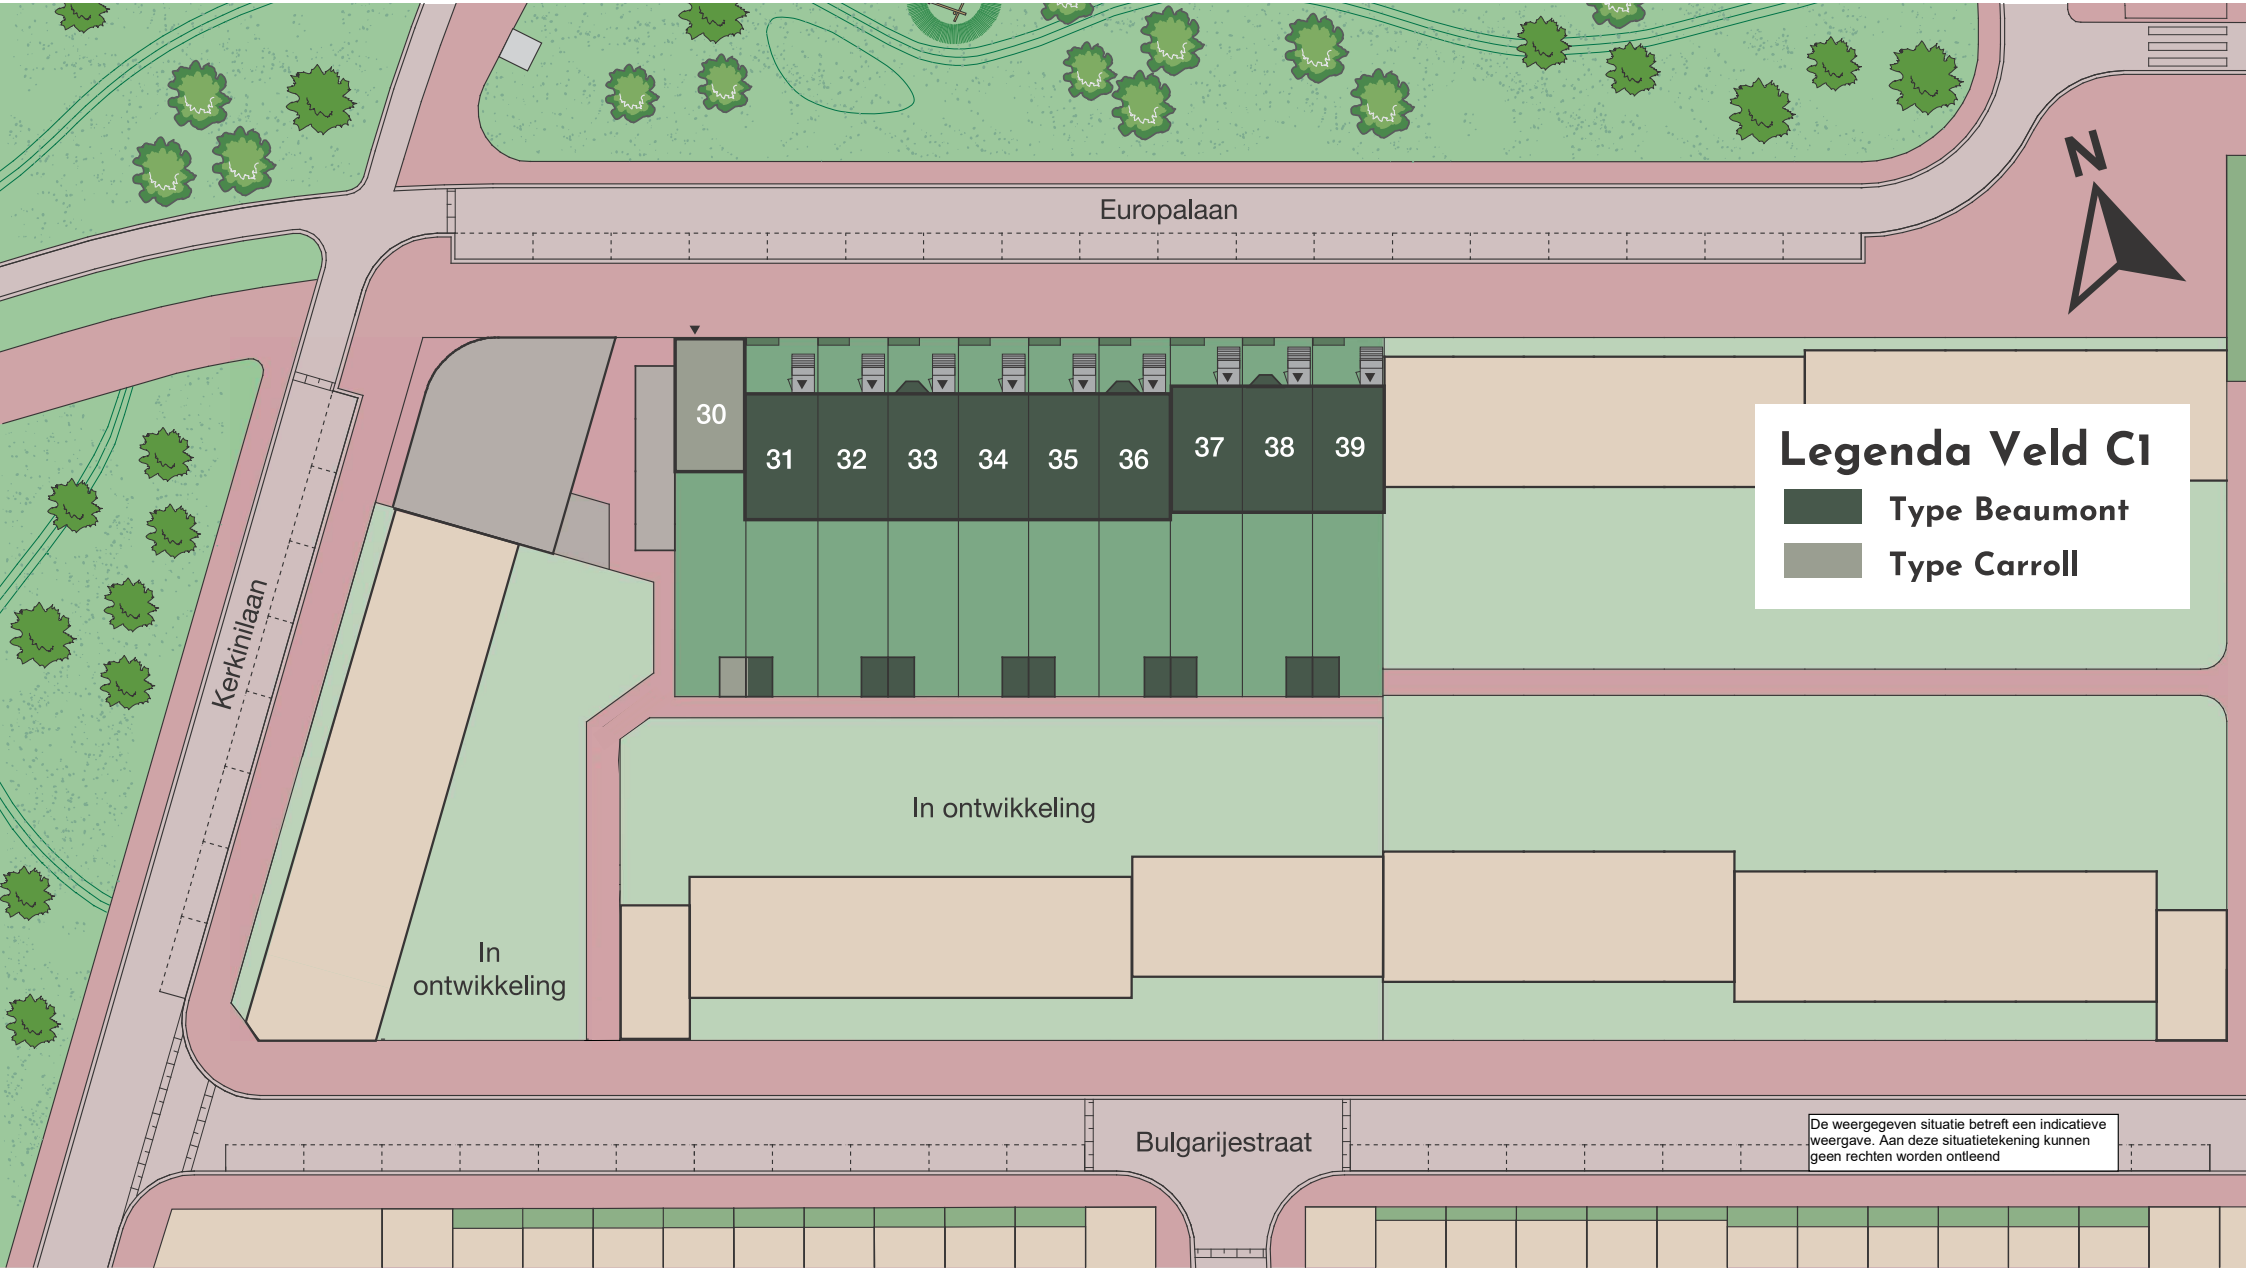 N
Europalaan
30
31
32
33
34
35
36
37
38
39
Legenda Veld C1
Type Beaumont
Type Carroll
Kerkinilaan
In ontwikkeling
In
ontwikkeling
Bulgarijestraat
De weergegeven situatie betreft een indicatieve
weergave. Aan deze situatietekening kunnen
geen rechten worden ontleend